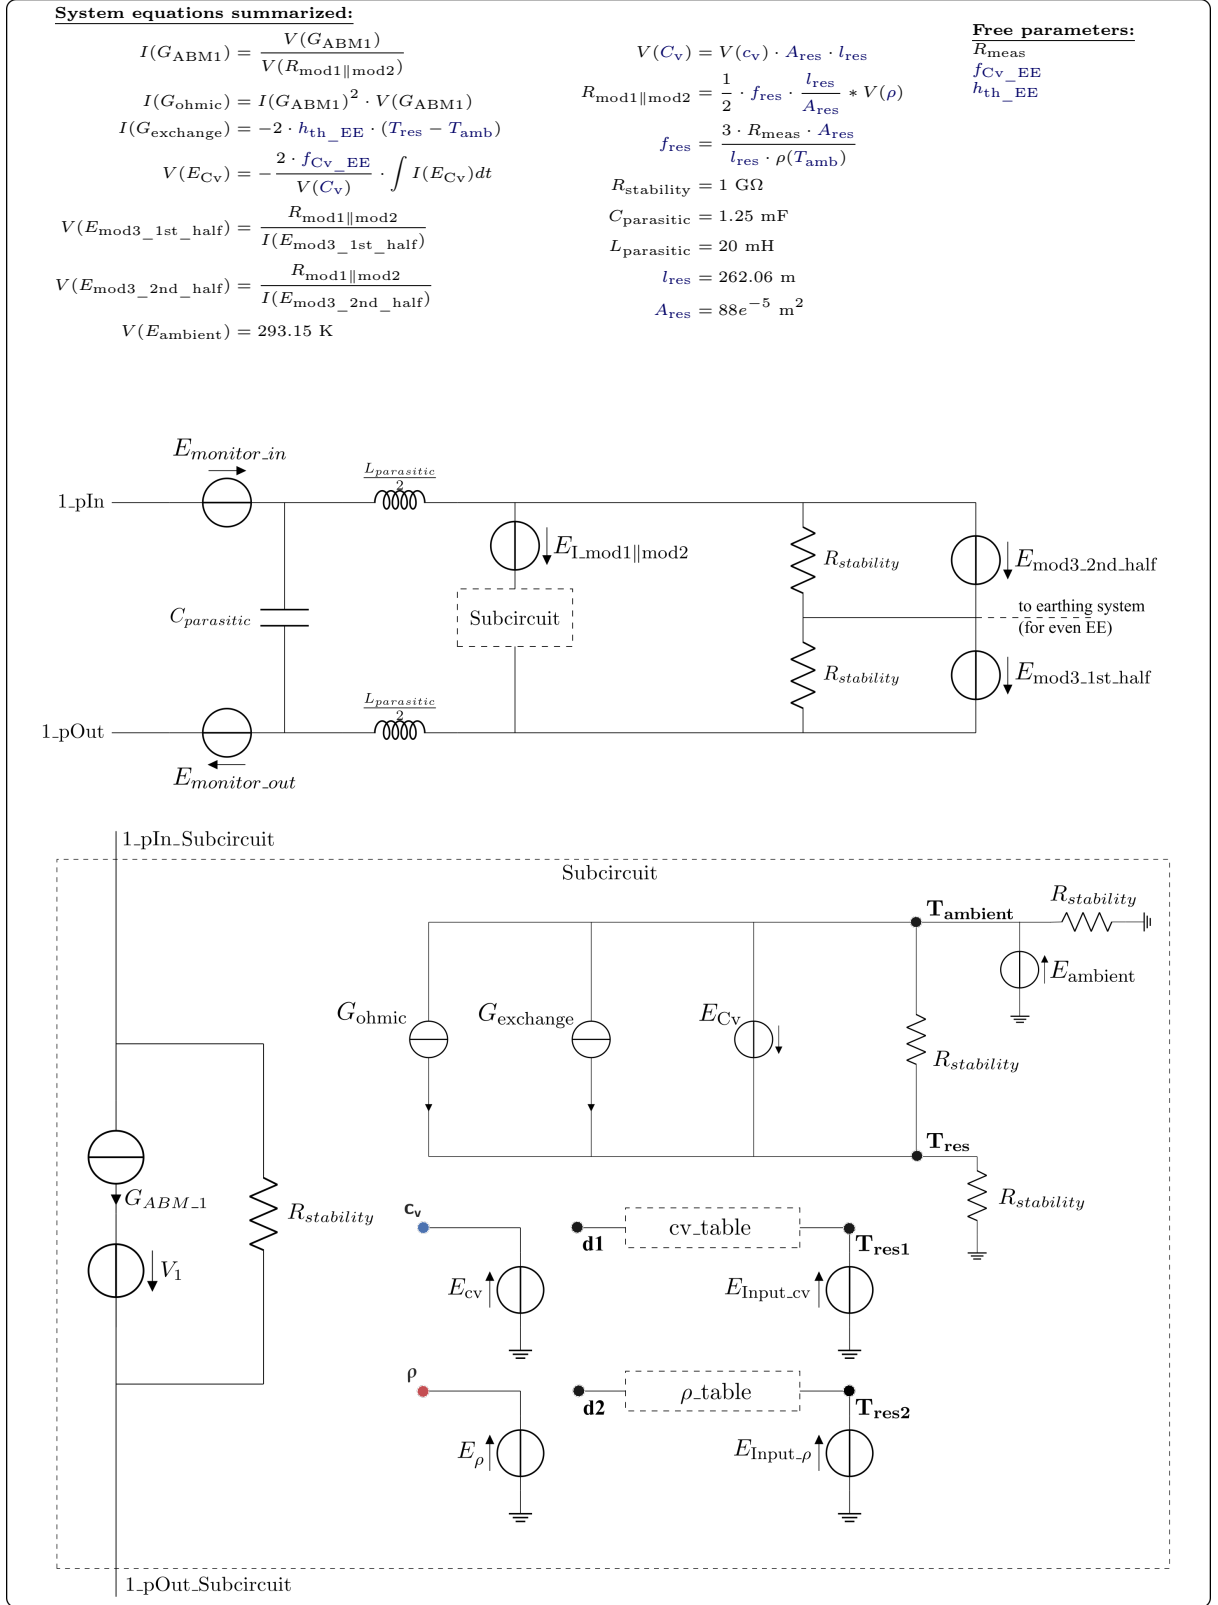 System equations summarized:
I(G_ABM1) = V(G_ABM1) / V(R_mod1∥mod2)
I(G_ohmic) = I(G_ABM1)^2 · V(G_ABM1)
I(G_exchange) = −2 · h_th_EE · (T_res − T_amb)
V(E_Cv) = − (2 · f_Cv_EE) / V(C_v) · ∫ I(E_Cv)dt
V(E_mod3_1st_half) = R_mod1∥mod2 / I(E_mod3_1st_half)
V(E_mod3_2nd_half) = R_mod1∥mod2 / I(E_mod3_2nd_half)
V(E_ambient) = 293.15 K
V(C_v) = V(c_v) · A_res · l_res
R_mod1∥mod2 = 1/2 · f_res · l_res / A_res * V(ρ)
f_res = (3 · R_meas · A_res) / (l_res · ρ(T_amb))
R_stability = 1 GΩ
C_parasitic = 1.25 mF
L_parasitic = 20 mH
l_res = 262.06 m
A_res = 88e^−5 m^2
Free parameters:
R_meas
f_Cv_EE
h_th_EE
E_monitor_in
L_parasitic / 2
1_pIn
E_I_mod1∥mod2
R_stability
E_mod3_2nd_half
C_parasitic
Subcircuit
to earthing system
(for even EE)
R_stability
E_mod3_1st_half
L_parasitic / 2
1_pOut
E_monitor_out
1_pIn_Subcircuit
Subcircuit
T_ambient
R_stability
E_ambient
G_ohmic
G_exchange
E_Cv
R_stability
T_res
R_stability
G_ABM_1
R_stability
V_1
c_v
d1
cv_table
T_res1
E_cv
E_Input_cv
ρ
d2
ρ_table
T_res2
E_ρ
E_Input_ρ
1_pOut_Subcircuit